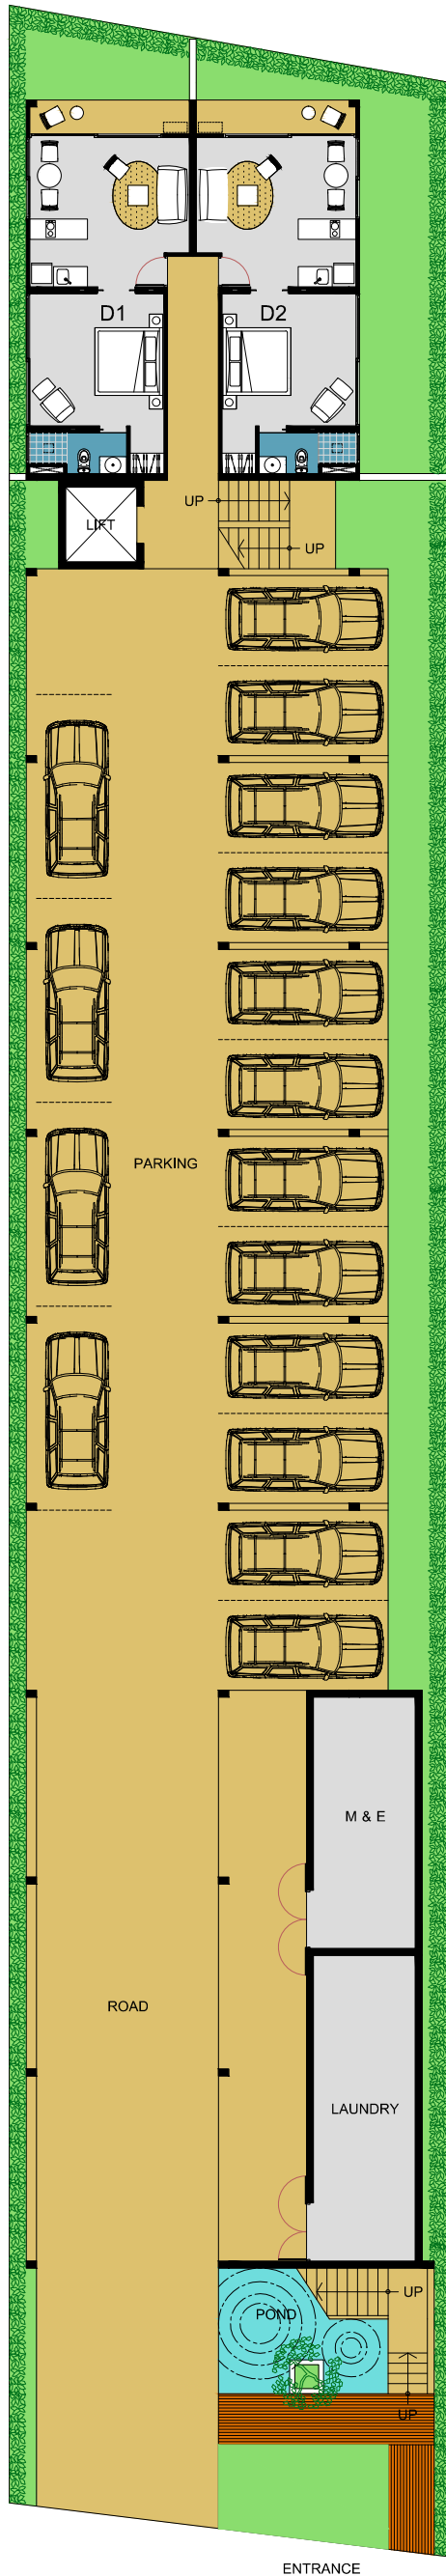 D1
D2
UP
LIFT
UP
PARKING
M & E
ROAD
LAUNDRY
UP
POND
UP
ENTRANCE